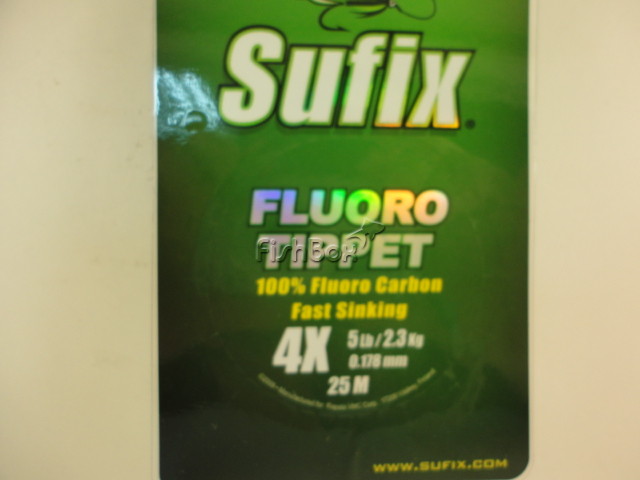 Sufix®
FLUORO
TIPPET
FishBox
100% Fluoro Carbon
Fast Sinking
4X
5 Lb / 2.3 Kg
0.178 mm
25 M
WWW.SUFIX.COM